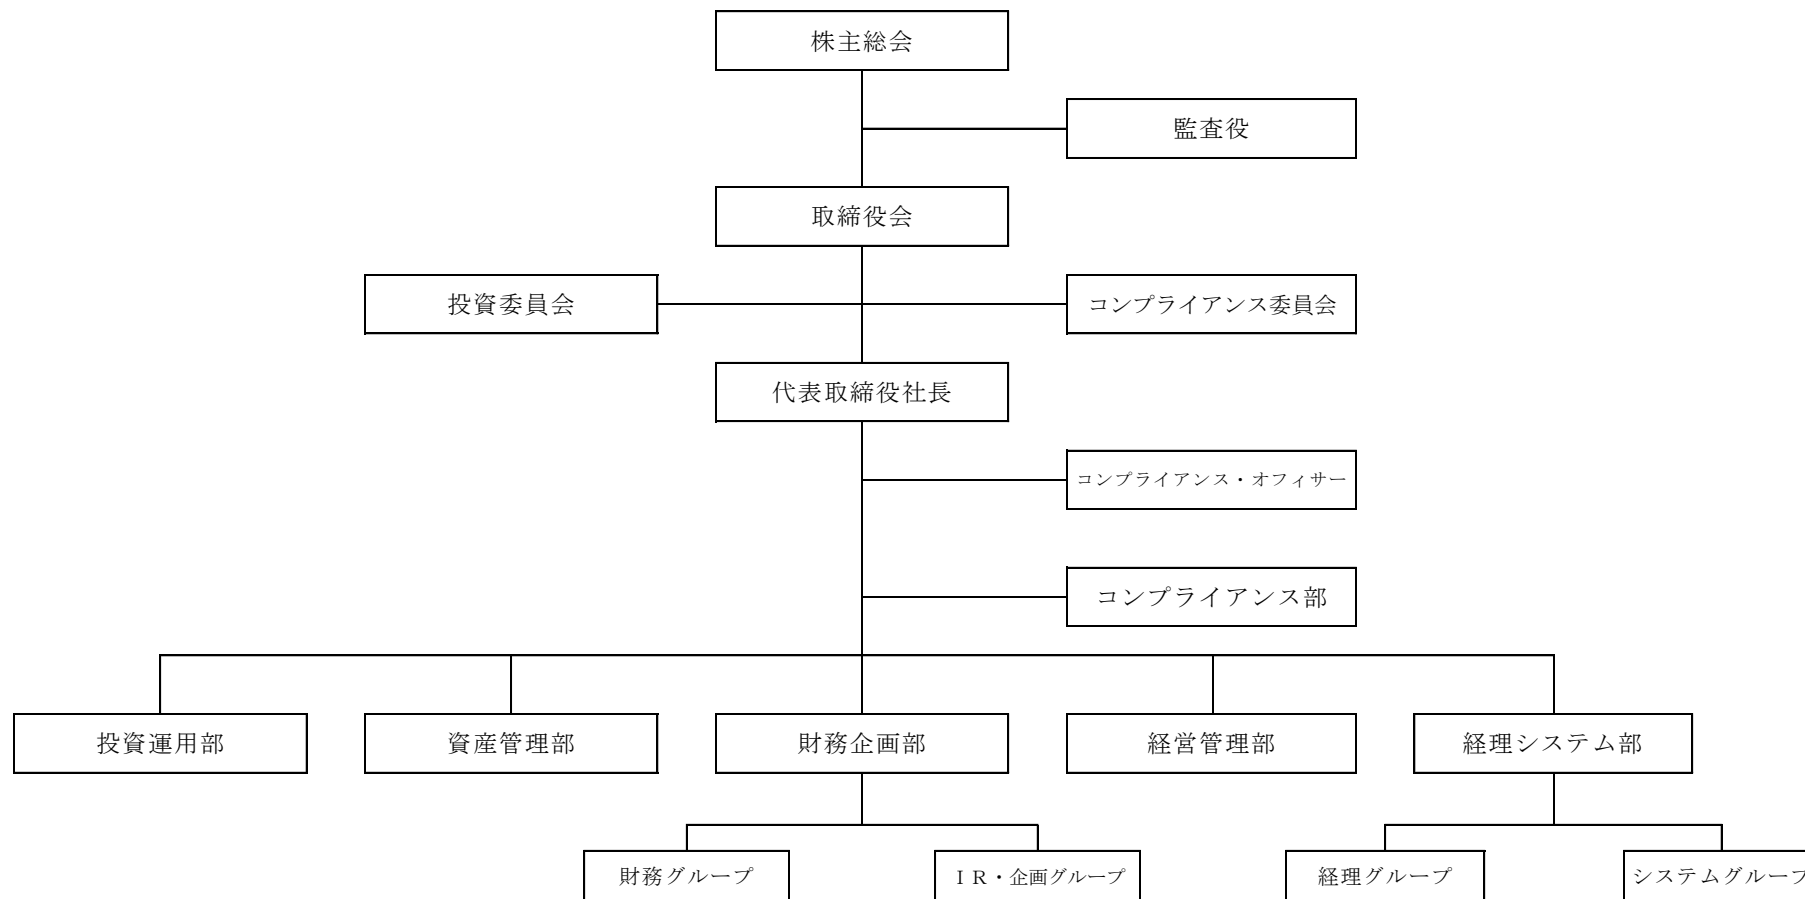 株主総会
監査役
取締役会
投資委員会
コンプライアンス委員会
代表取締役社長
コンプライアンス・オフィサー
コンプライアンス部
投資運用部
資産管理部
財務企画部
経営管理部
経理システム部
財務グループ
ＩＲ・企画グループ
経理グループ
システムグループ